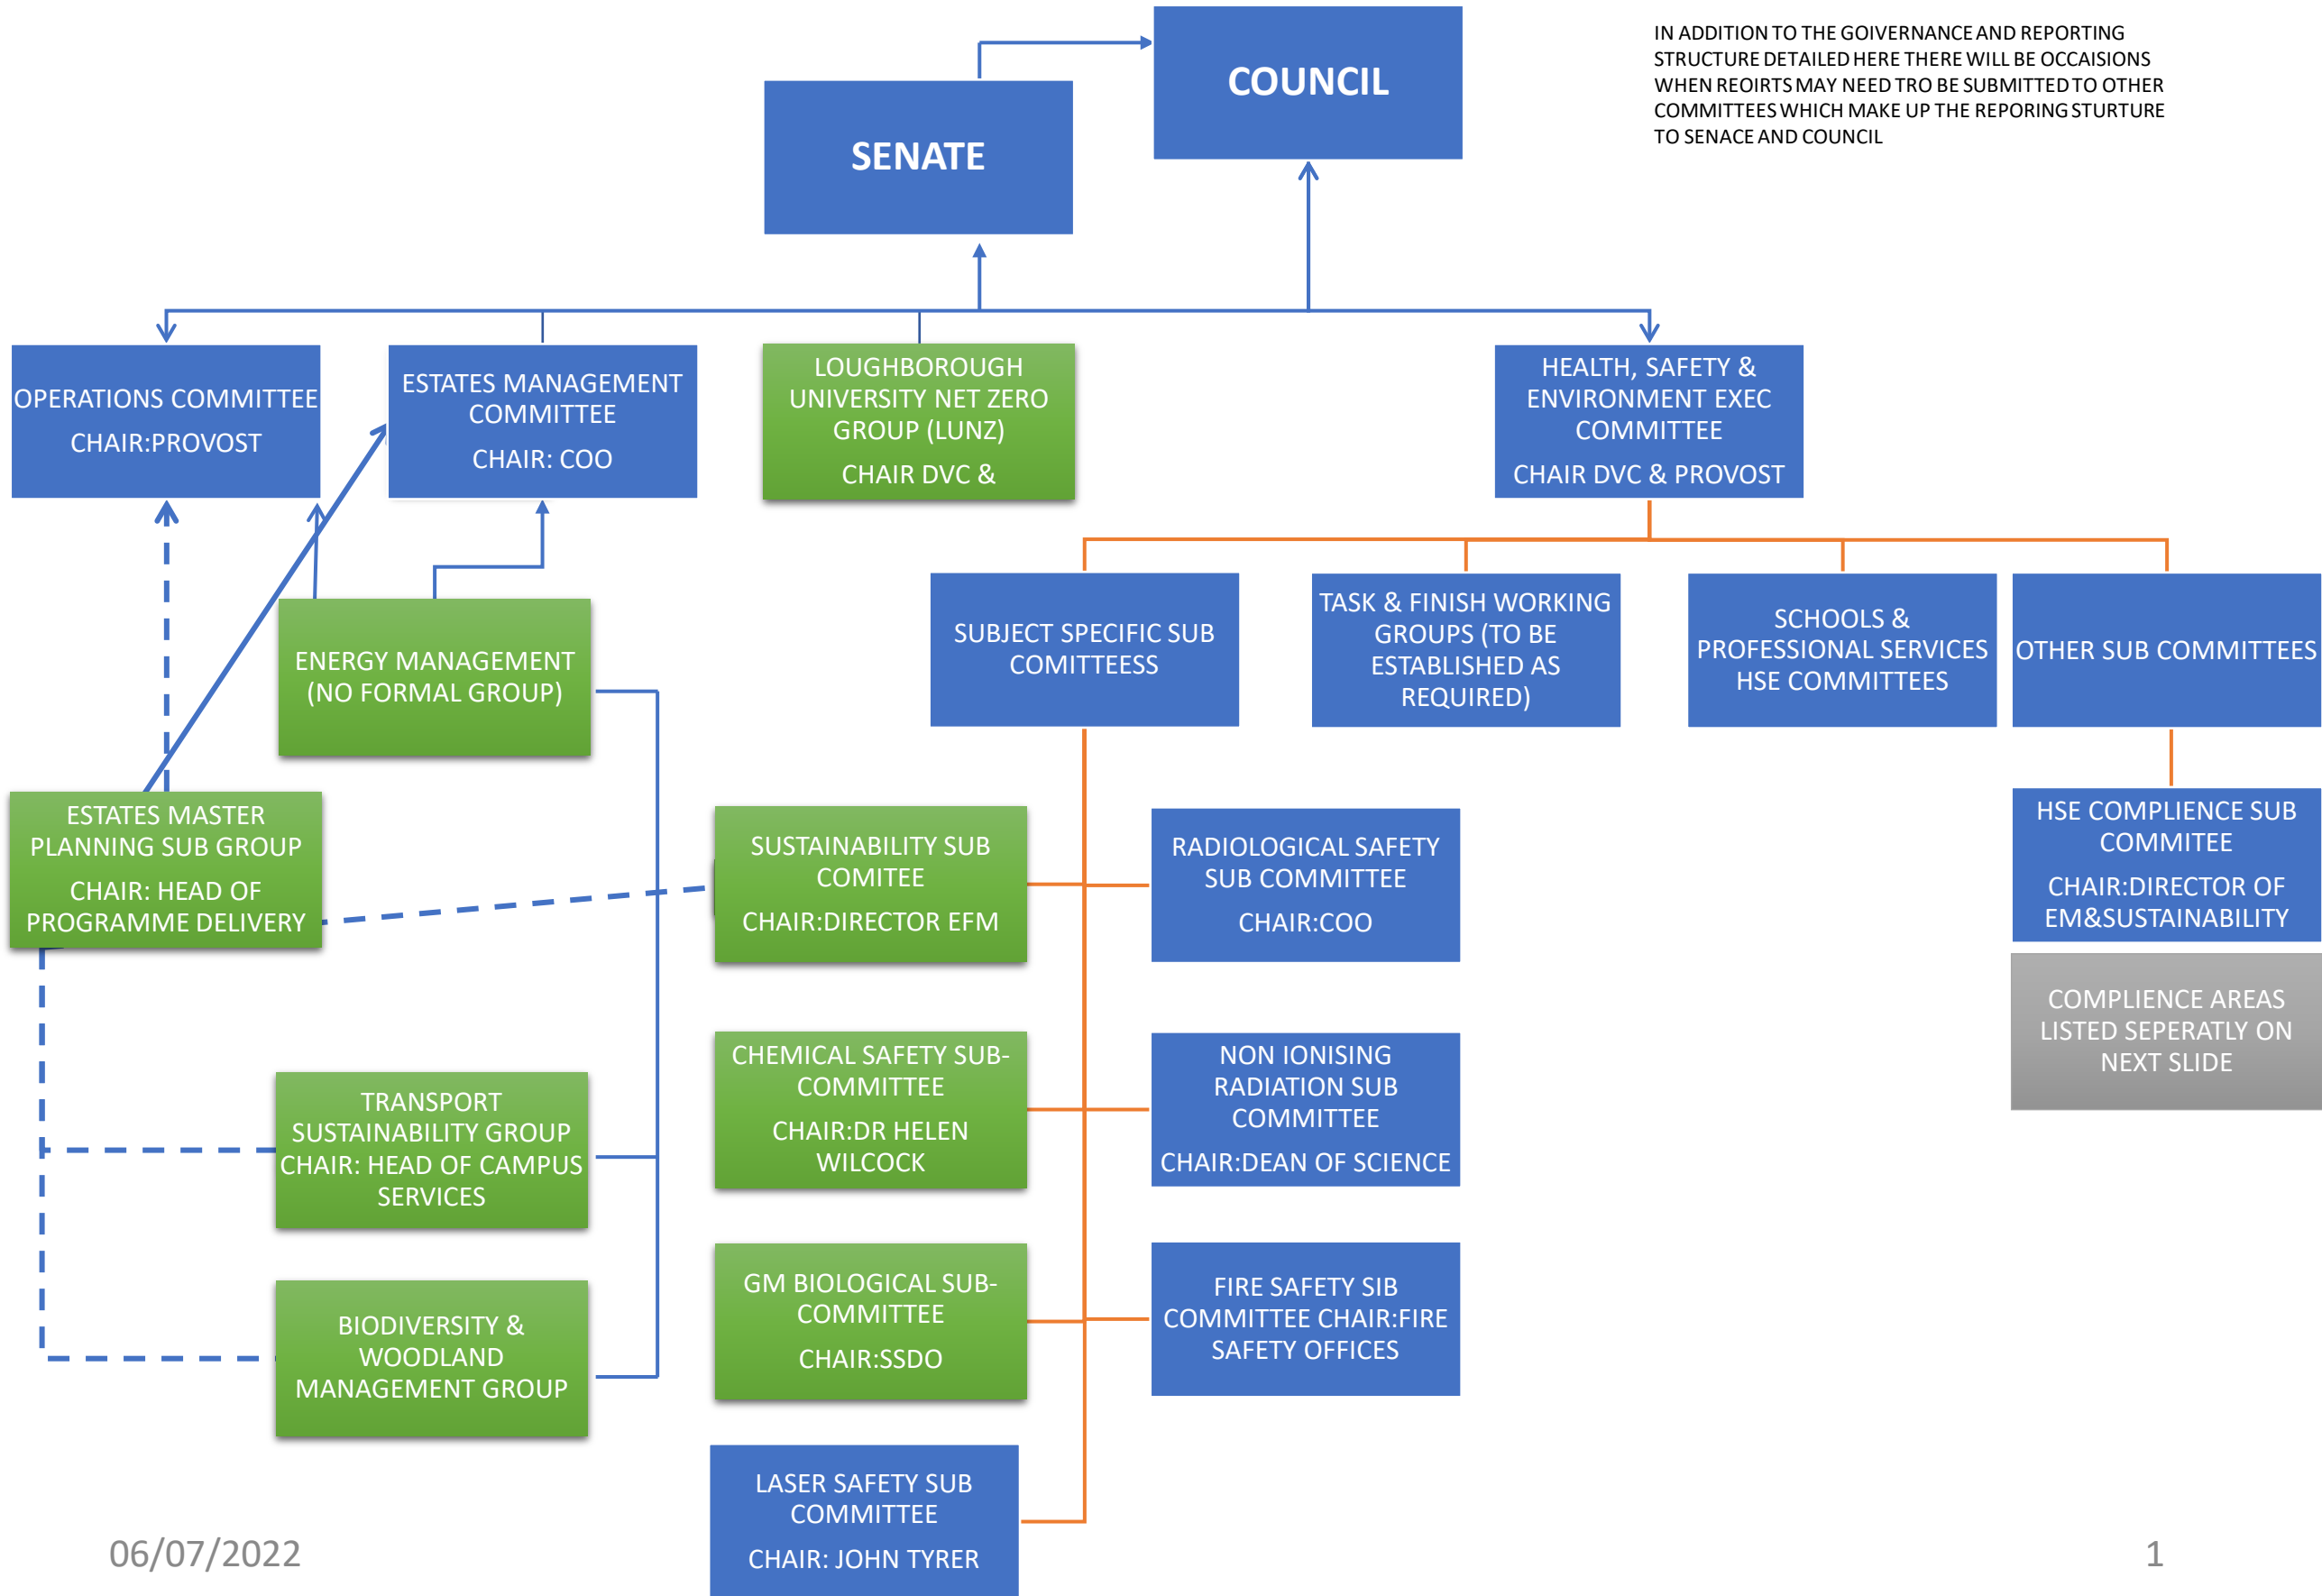 COUNCIL
IN ADDITION TO THE GOIVERNANCE AND REPORTING
STRUCTURE DETAILED HERE THERE WILL BE OCCAISIONS
WHEN REOIRTS MAY NEED TRO BE SUBMITTED TO OTHER
COMMITTEES WHICH MAKE UP THE REPORING STURTURE
TO SENACE AND COUNCIL
SENATE
OPERATIONS COMMITTEE
CHAIR:PROVOST
ESTATES MANAGEMENT
COMMITTEE
CHAIR: COO
LOUGHBOROUGH
UNIVERSITY NET ZERO
GROUP (LUNZ)
CHAIR DVC &
HEALTH, SAFETY &
ENVIRONMENT EXEC
COMMITTEE
CHAIR DVC & PROVOST
ENERGY MANAGEMENT
(NO FORMAL GROUP)
SUBJECT SPECIFIC SUB
COMITTEESS
TASK & FINISH WORKING
GROUPS (TO BE
ESTABLISHED AS
REQUIRED)
SCHOOLS &
PROFESSIONAL SERVICES
HSE COMMITTEES
OTHER SUB COMMITTEES
ESTATES MASTER
PLANNING SUB GROUP
CHAIR: HEAD OF
PROGRAMME DELIVERY
SUSTAINABILITY SUB
COMITEE
CHAIR:DIRECTOR EFM
RADIOLOGICAL SAFETY
SUB COMMITTEE
CHAIR:COO
HSE COMPLIENCE SUB
COMMITEE
CHAIR:DIRECTOR OF
EM&SUSTAINABILITY
COMPLIENCE AREAS
LISTED SEPERATLY ON
NEXT SLIDE
TRANSPORT
SUSTAINABILITY GROUP
CHAIR: HEAD OF CAMPUS
SERVICES
CHEMICAL SAFETY SUB-
COMMITTEE
CHAIR:DR HELEN
WILCOCK
NON IONISING
RADIATION SUB
COMMITTEE
CHAIR:DEAN OF SCIENCE
BIODIVERSITY &
WOODLAND
MANAGEMENT GROUP
GM BIOLOGICAL SUB-
COMMITTEE
CHAIR:SSDO
FIRE SAFETY SIB
COMMITTEE CHAIR:FIRE
SAFETY OFFICES
LASER SAFETY SUB
COMMITTEE
CHAIR: JOHN TYRER
06/07/2022
1